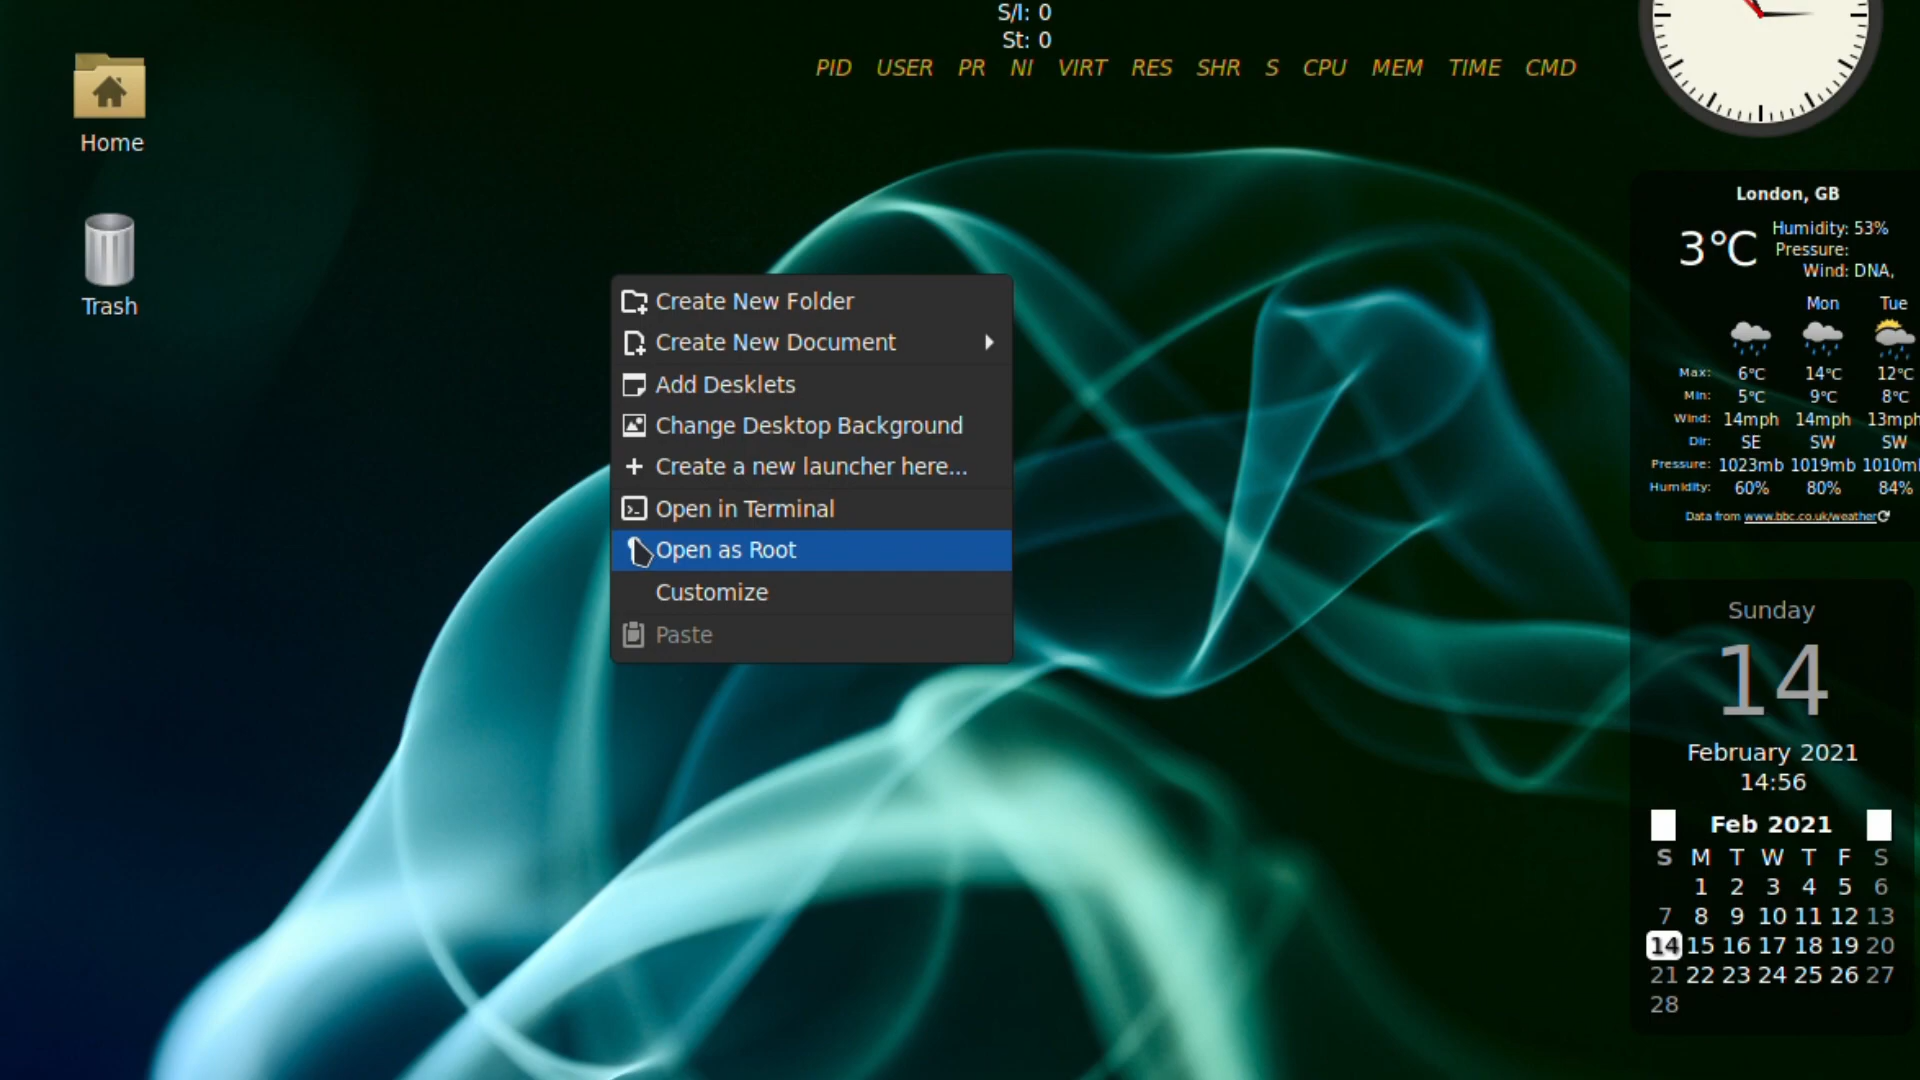 S/I: 0
St: 0
PID USER PR NI VIRT RES SHR S CPU MEM TIME CMD
Home
Trash
Create New Folder
Create New Document
Add Desklets
Change Desktop Background
Create a new launcher here...
Open in Terminal
Open as Root
Customize
Paste
London, GB
3°C
Humidity: 53%
Pressure:
Wind: DNA,
Mon Tue
Max: 6°C 14°C 12°C
Min: 5°C 9°C 8°C
Wind: 14mph 14mph 13mph
Dir: SE SW SW
Pressure: 1023mb 1019mb 1010mb
Humidity: 60% 80% 84%
Data from www.bbc.co.uk/weather
Sunday
14
February 2021
14:56
Feb 2021
S M T W T F S
1 2 3 4 5 6
7 8 9 10 11 12 13
14 15 16 17 18 19 20
21 22 23 24 25 26 27
28